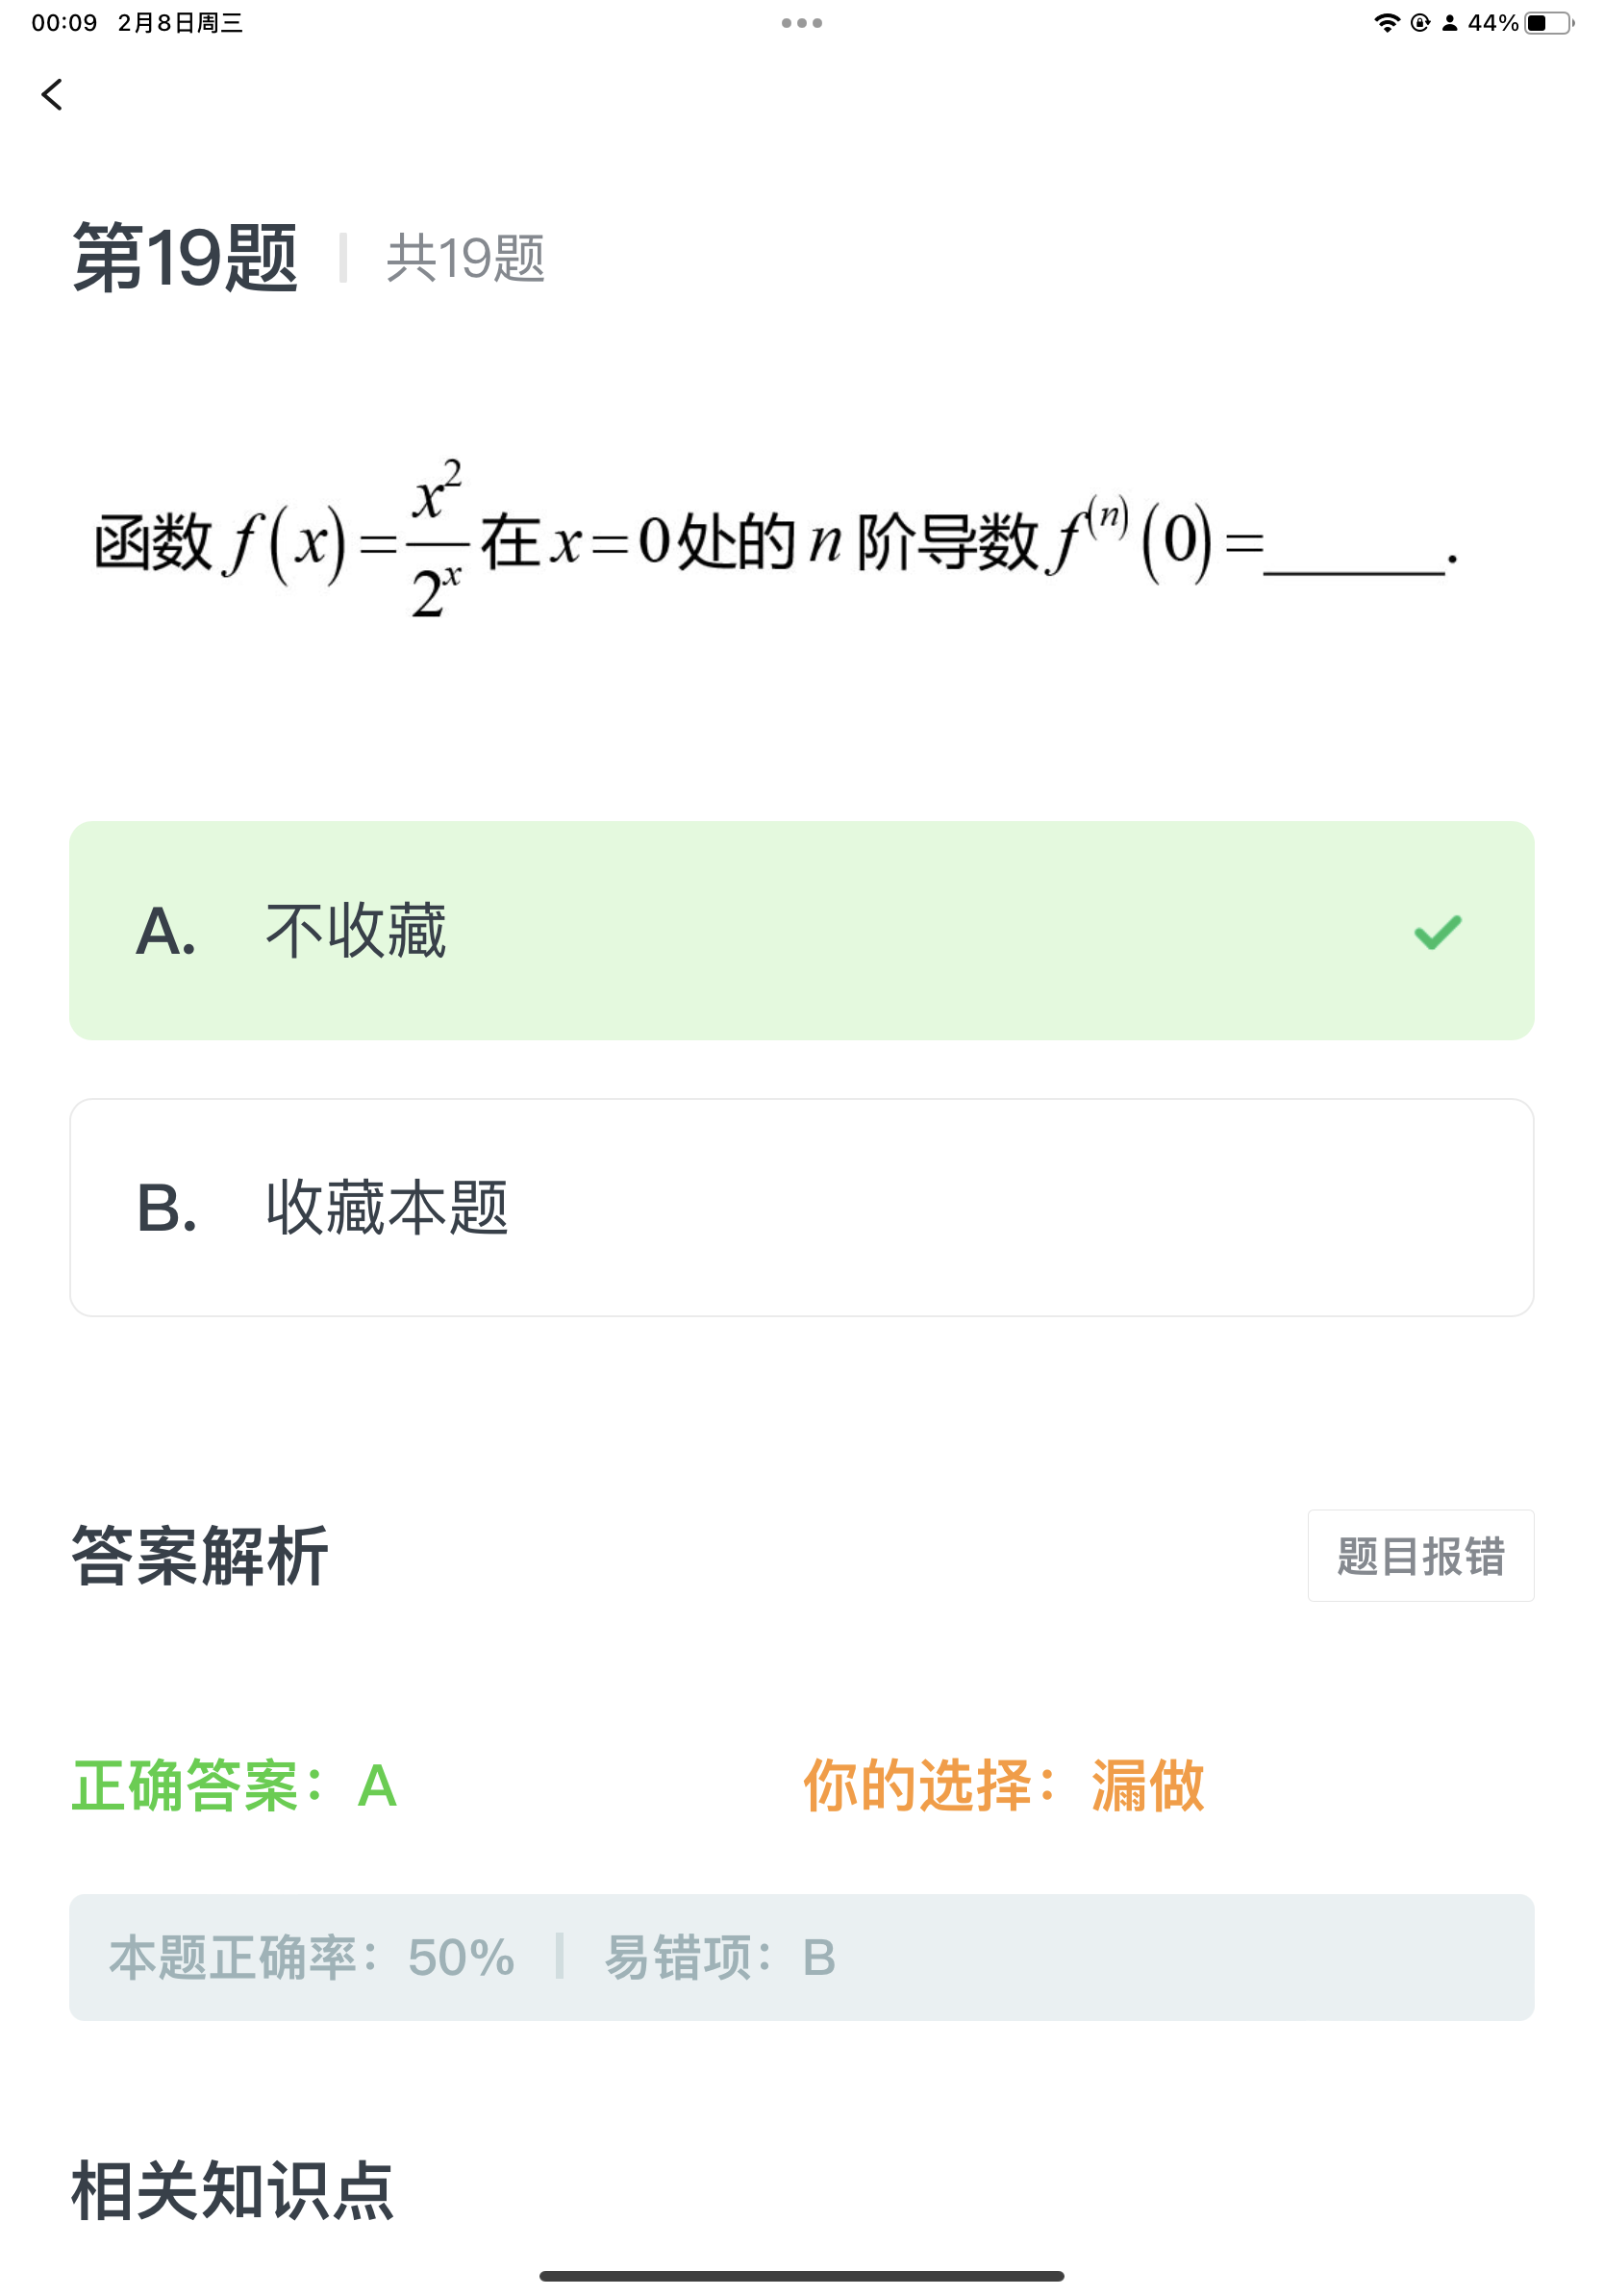 00:09 2月8日周三 44%
第19题 共19题
函数 f(x)=x²/2ˣ 在 x=0处的 n 阶导数 f⁽ⁿ⁾(0)=______.
A. 不收藏
B. 收藏本题
答案解析 题目报错
正确答案：A 你的选择：漏做
本题正确率：50% 易错项：B
相关知识点